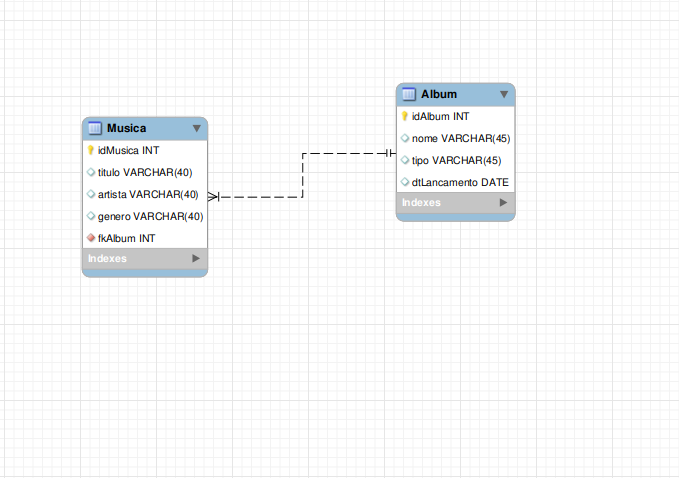 Musica
idMusica INT
titulo VARCHAR(40)
artista VARCHAR(40)
genero VARCHAR(40)
fkAlbum INT
Indexes
Album
idAlbum INT
nome VARCHAR(45)
tipo VARCHAR(45)
dtLancamento DATE
Indexes